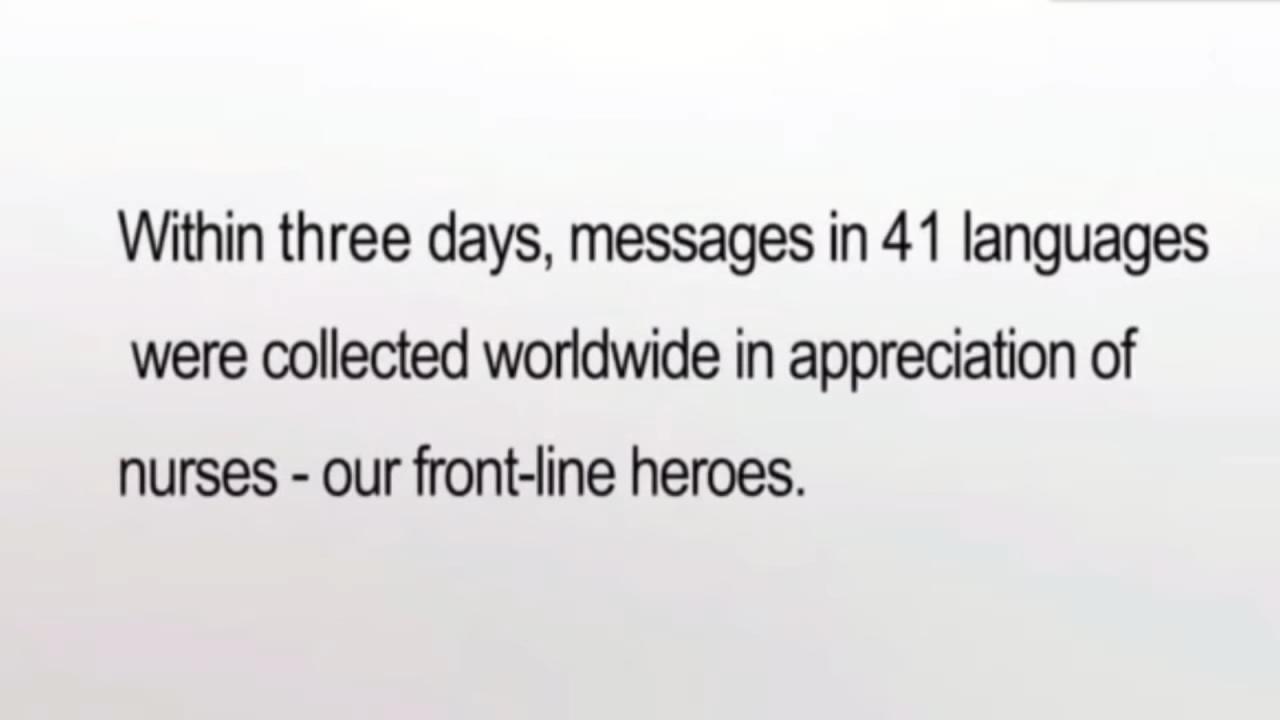 Within three days, messages in 41 languages
were collected worldwide in appreciation of
nurses - our front-line heroes.